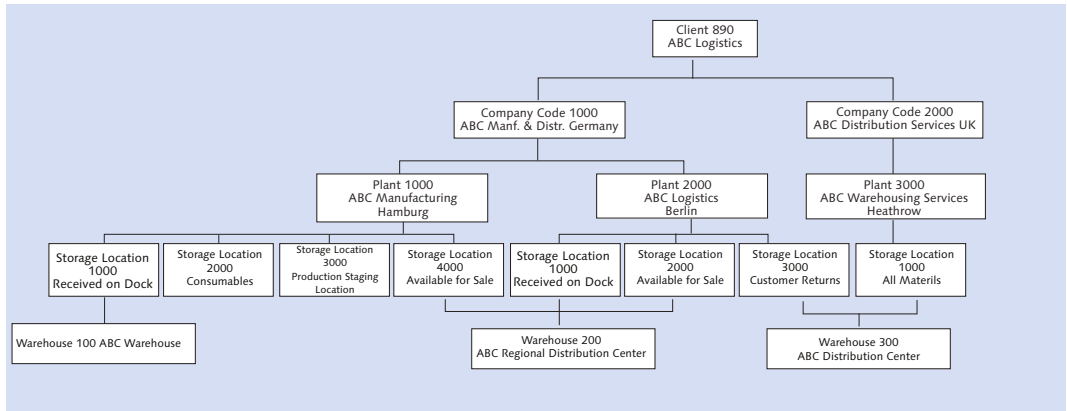 Client 890
ABC Logistics
Company Code 1000
ABC Manf. & Distr. Germany
Company Code 2000
ABC Distribution Services UK
Plant 1000
ABC Manufacturing
Hamburg
Plant 2000
ABC Logistics
Berlin
Plant 3000
ABC Warehousing Services
Heathrow
Storage Location
1000
Received on Dock
Storage Location
2000
Consumables
Storage Location
3000
Production Staging
Location
Storage Location
4000
Available for Sale
Storage Location
1000
Received on Dock
Storage Location
2000
Available for Sale
Storage Location
3000
Customer Returns
Storage Location
1000
All Materils
Warehouse 100 ABC Warehouse
Warehouse 200
ABC Regional Distribution Center
Warehouse 300
ABC Distribution Center